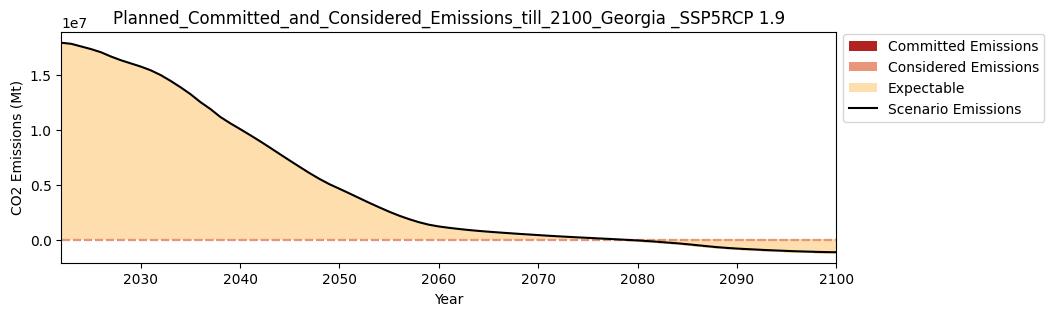 Planned_Committed_and_Considered_Emissions_till_2100_Georgia _SSP5RCP 1.9
1e7
CO2 Emissions (Mt)
1.5
1.0
0.5
0.0
2030 2040 2050 2060 2070 2080 2090 2100
Year
Committed Emissions
Considered Emissions
Expectable
Scenario Emissions